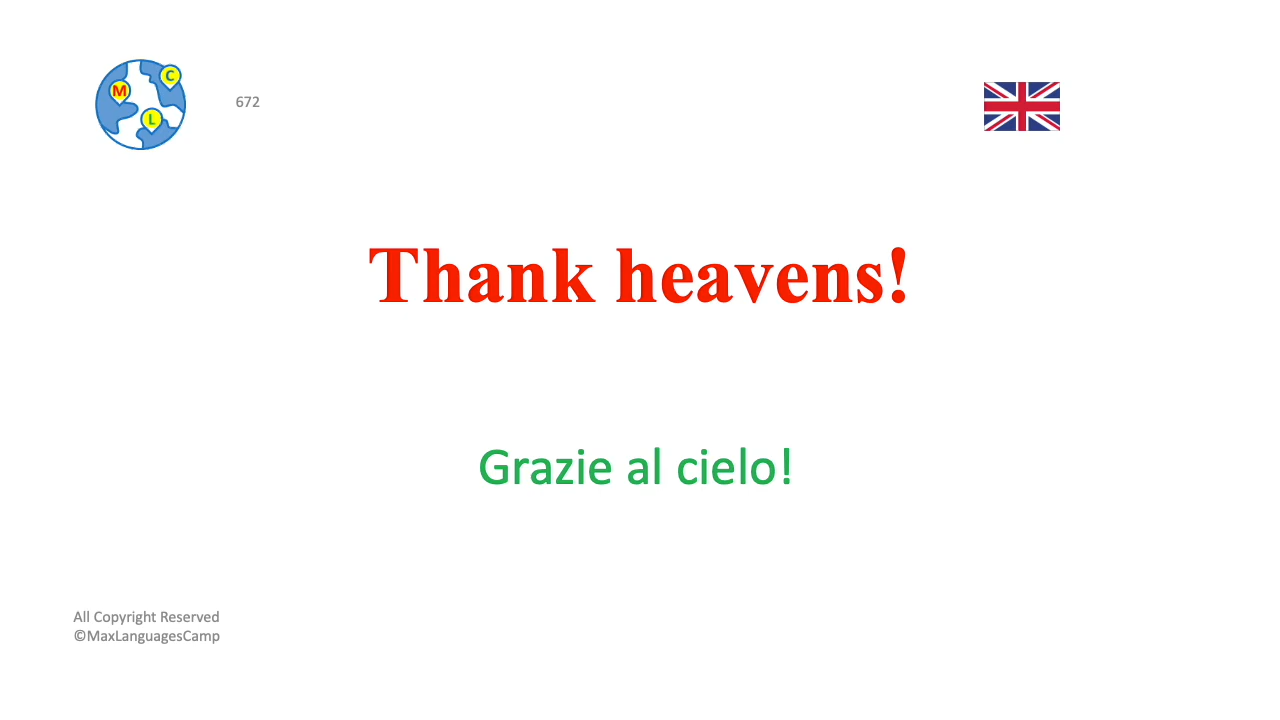 M
C
L
672
Thank heavens!
Grazie al cielo!
All Copyright Reserved
©MaxLanguagesCamp